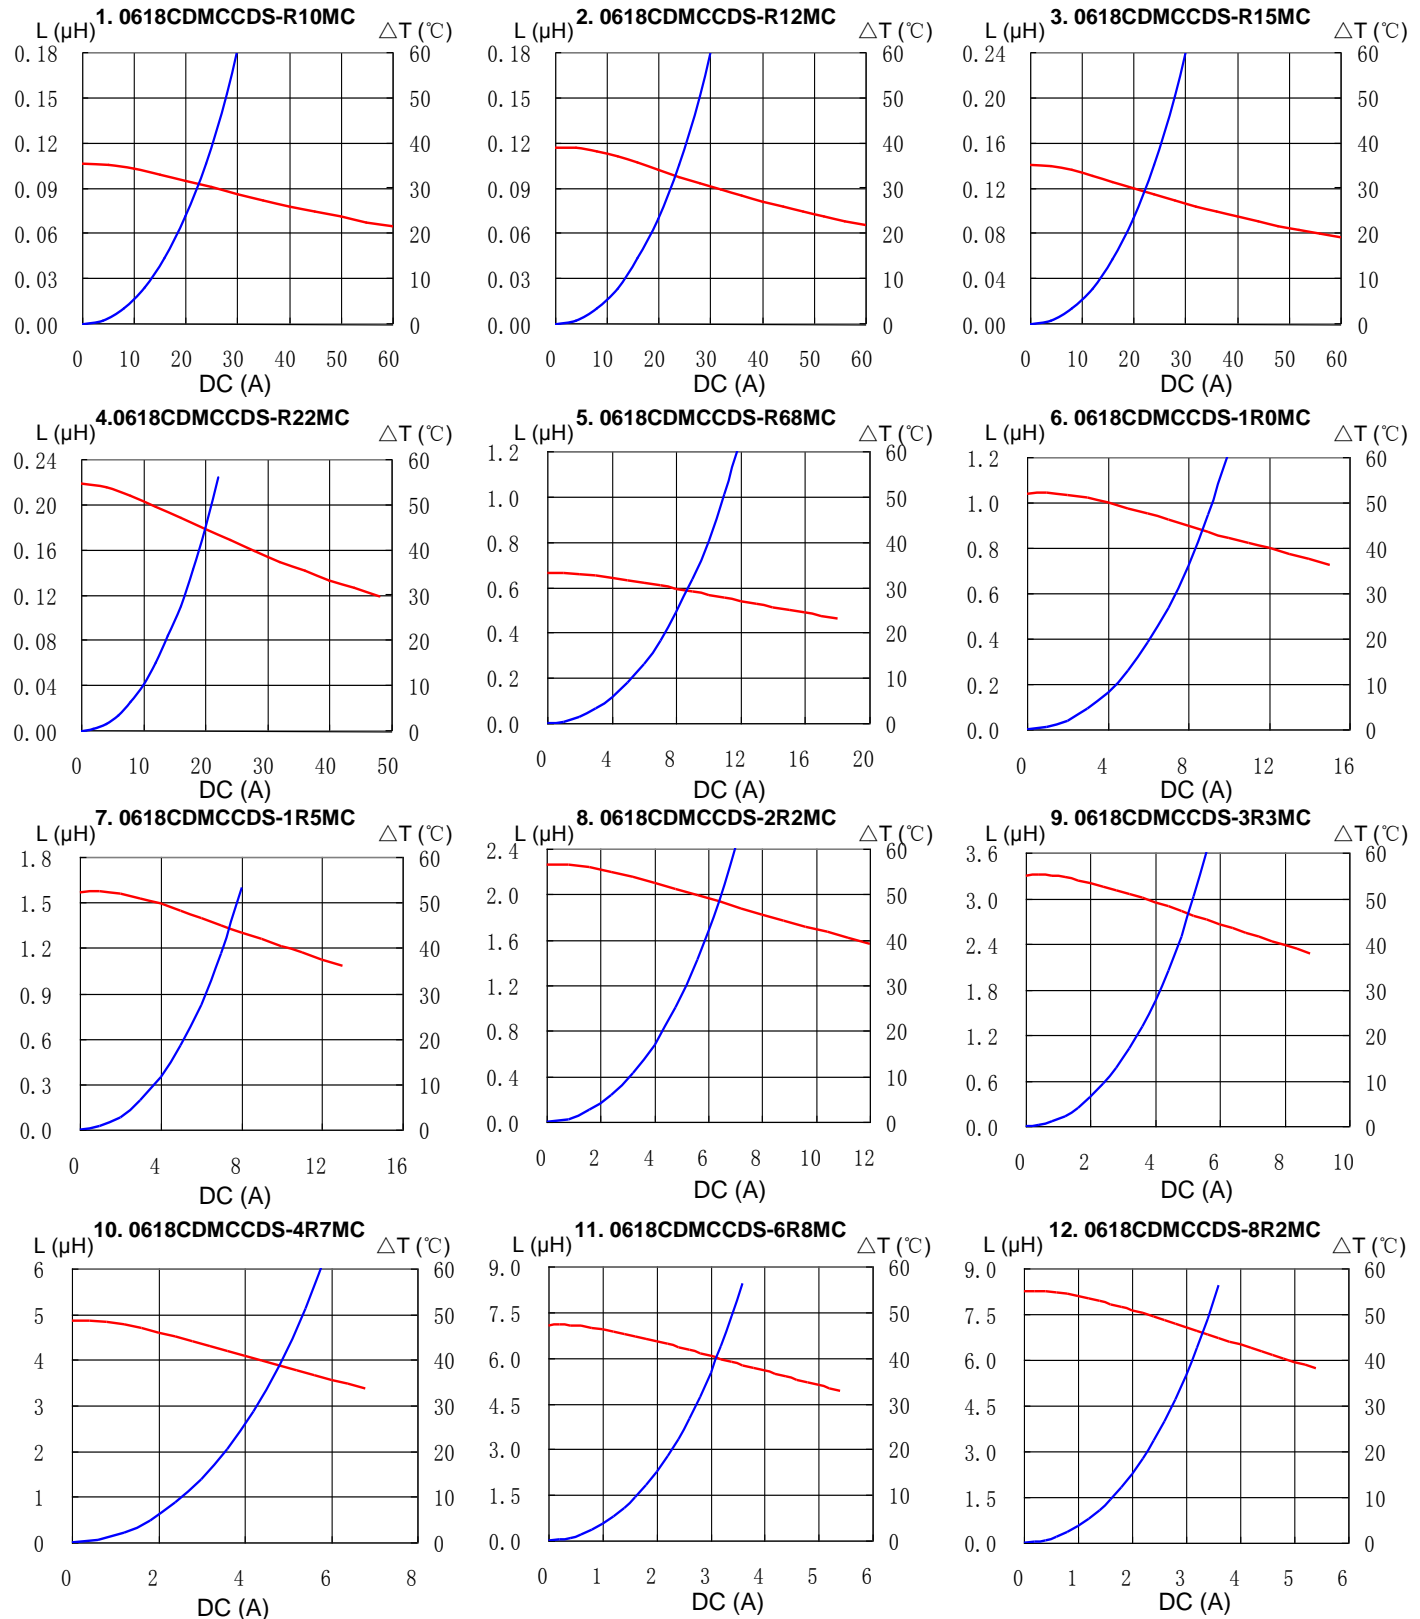 1. 0618CDMCCDS-R10MC
L (μH)
△T (℃)
0.18
0.15
0.12
0.09
0.06
0.03
0.00
60
50
40
30
20
10
0
0 10 20 30 40 50 60
DC (A)
2. 0618CDMCCDS-R12MC
L (μH)
△T (℃)
0.18
0.15
0.12
0.09
0.06
0.03
0.00
60
50
40
30
20
10
0
0 10 20 30 40 50 60
DC (A)
3. 0618CDMCCDS-R15MC
L (μH)
△T (℃)
0.24
0.20
0.16
0.12
0.08
0.04
0.00
60
50
40
30
20
10
0
0 10 20 30 40 50 60
DC (A)
4.0618CDMCCDS-R22MC
L (μH)
△T (℃)
0.24
0.20
0.16
0.12
0.08
0.04
0.00
60
50
40
30
20
10
0
0 10 20 30 40 50
DC (A)
5. 0618CDMCCDS-R68MC
L (μH)
△T (℃)
1.2
1.0
0.8
0.6
0.4
0.2
0.0
60
50
40
30
20
10
0
0 4 8 12 16 20
DC (A)
6. 0618CDMCCDS-1R0MC
L (μH)
△T (℃)
1.2
1.0
0.8
0.6
0.4
0.2
0.0
60
50
40
30
20
10
0
0 4 8 12 16
DC (A)
7. 0618CDMCCDS-1R5MC
L (μH)
△T (℃)
1.8
1.5
1.2
0.9
0.6
0.3
0.0
60
50
40
30
20
10
0
0 4 8 12 16
DC (A)
8. 0618CDMCCDS-2R2MC
L (μH)
△T (℃)
2.4
2.0
1.6
1.2
0.8
0.4
0.0
60
50
40
30
20
10
0
0 2 4 6 8 10 12
DC (A)
9. 0618CDMCCDS-3R3MC
L (μH)
△T (℃)
3.6
3.0
2.4
1.8
1.2
0.6
0.0
60
50
40
30
20
10
0
0 2 4 6 8 10
DC (A)
10. 0618CDMCCDS-4R7MC
L (μH)
△T (℃)
6
5
4
3
2
1
0
60
50
40
30
20
10
0
0 2 4 6 8
DC (A)
11. 0618CDMCCDS-6R8MC
L (μH)
△T (℃)
9.0
7.5
6.0
4.5
3.0
1.5
0.0
60
50
40
30
20
10
0
0 1 2 3 4 5 6
DC (A)
12. 0618CDMCCDS-8R2MC
L (μH)
△T (℃)
9.0
7.5
6.0
4.5
3.0
1.5
0.0
60
50
40
30
20
10
0
0 1 2 3 4 5 6
DC (A)